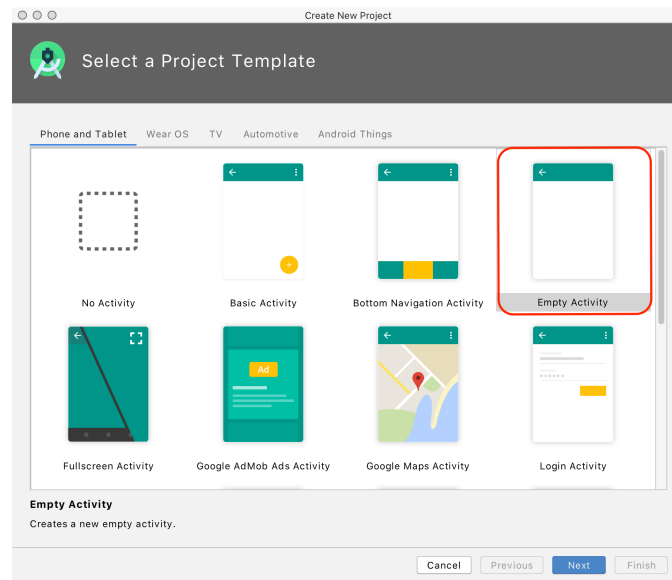 Create New Project
Select a Project Template
Phone and Tablet Wear OS TV Automotive Android Things
No Activity Basic Activity Bottom Navigation Activity Empty Activity
Ad
Fullscreen Activity Google AdMob Ads Activity Google Maps Activity Login Activity
Empty Activity
Creates a new empty activity.
Cancel Previous Next Finish